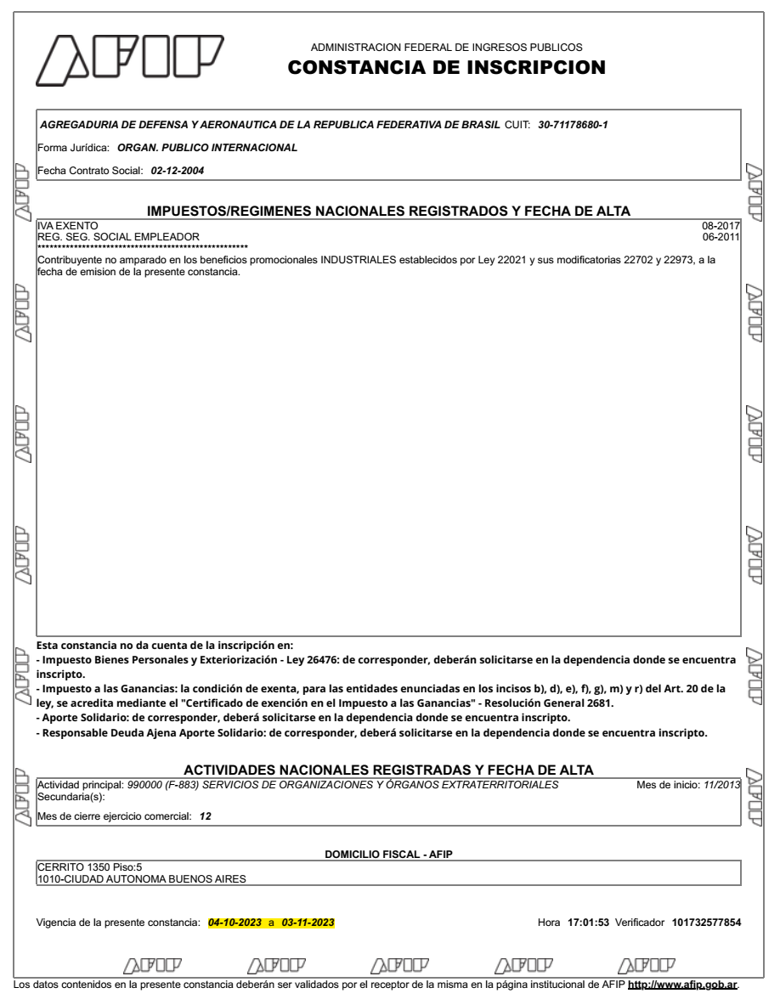 AFIP
ADMINISTRACION FEDERAL DE INGRESOS PUBLICOS
CONSTANCIA DE INSCRIPCION
AGREGADURIA DE DEFENSA Y AERONAUTICA DE LA REPUBLICA FEDERATIVA DE BRASIL CUIT: 30-71178680-1
Forma Jurídica: ORGAN. PUBLICO INTERNACIONAL
Fecha Contrato Social: 02-12-2004
IMPUESTOS/REGIMENES NACIONALES REGISTRADOS Y FECHA DE ALTA
IVA EXENTO 08-2017
REG. SEG. SOCIAL EMPLEADOR 06-2011
****************************************************
Contribuyente no amparado en los beneficios promocionales INDUSTRIALES establecidos por Ley 22021 y sus modificatorias 22702 y 22973, a la
fecha de emision de la presente constancia.
Esta constancia no da cuenta de la inscripción en:
- Impuesto Bienes Personales y Exteriorización - Ley 26476: de corresponder, deberán solicitarse en la dependencia donde se encuentra
inscripto.
- Impuesto a las Ganancias: la condición de exenta, para las entidades enunciadas en los incisos b), d), e), f), g), m) y r) del Art. 20 de la
ley, se acredita mediante el "Certificado de exención en el Impuesto a las Ganancias" - Resolución General 2681.
- Aporte Solidario: de corresponder, deberá solicitarse en la dependencia donde se encuentra inscripto.
- Responsable Deuda Ajena Aporte Solidario: de corresponder, deberá solicitarse en la dependencia donde se encuentra inscripto.
ACTIVIDADES NACIONALES REGISTRADAS Y FECHA DE ALTA
Actividad principal: 990000 (F-883) SERVICIOS DE ORGANIZACIONES Y ÓRGANOS EXTRATERRITORIALES Mes de inicio: 11/2013
Secundaria(s):
Mes de cierre ejercicio comercial: 12
DOMICILIO FISCAL - AFIP
CERRITO 1350 Piso:5
1010-CIUDAD AUTONOMA BUENOS AIRES
Vigencia de la presente constancia: 04-10-2023 a 03-11-2023 Hora 17:01:53 Verificador 101732577854
AFIP AFIP AFIP AFIP AFIP
Los datos contenidos en la presente constancia deberán ser validados por el receptor de la misma en la página institucional de AFIP http://www.afip.gob.ar.